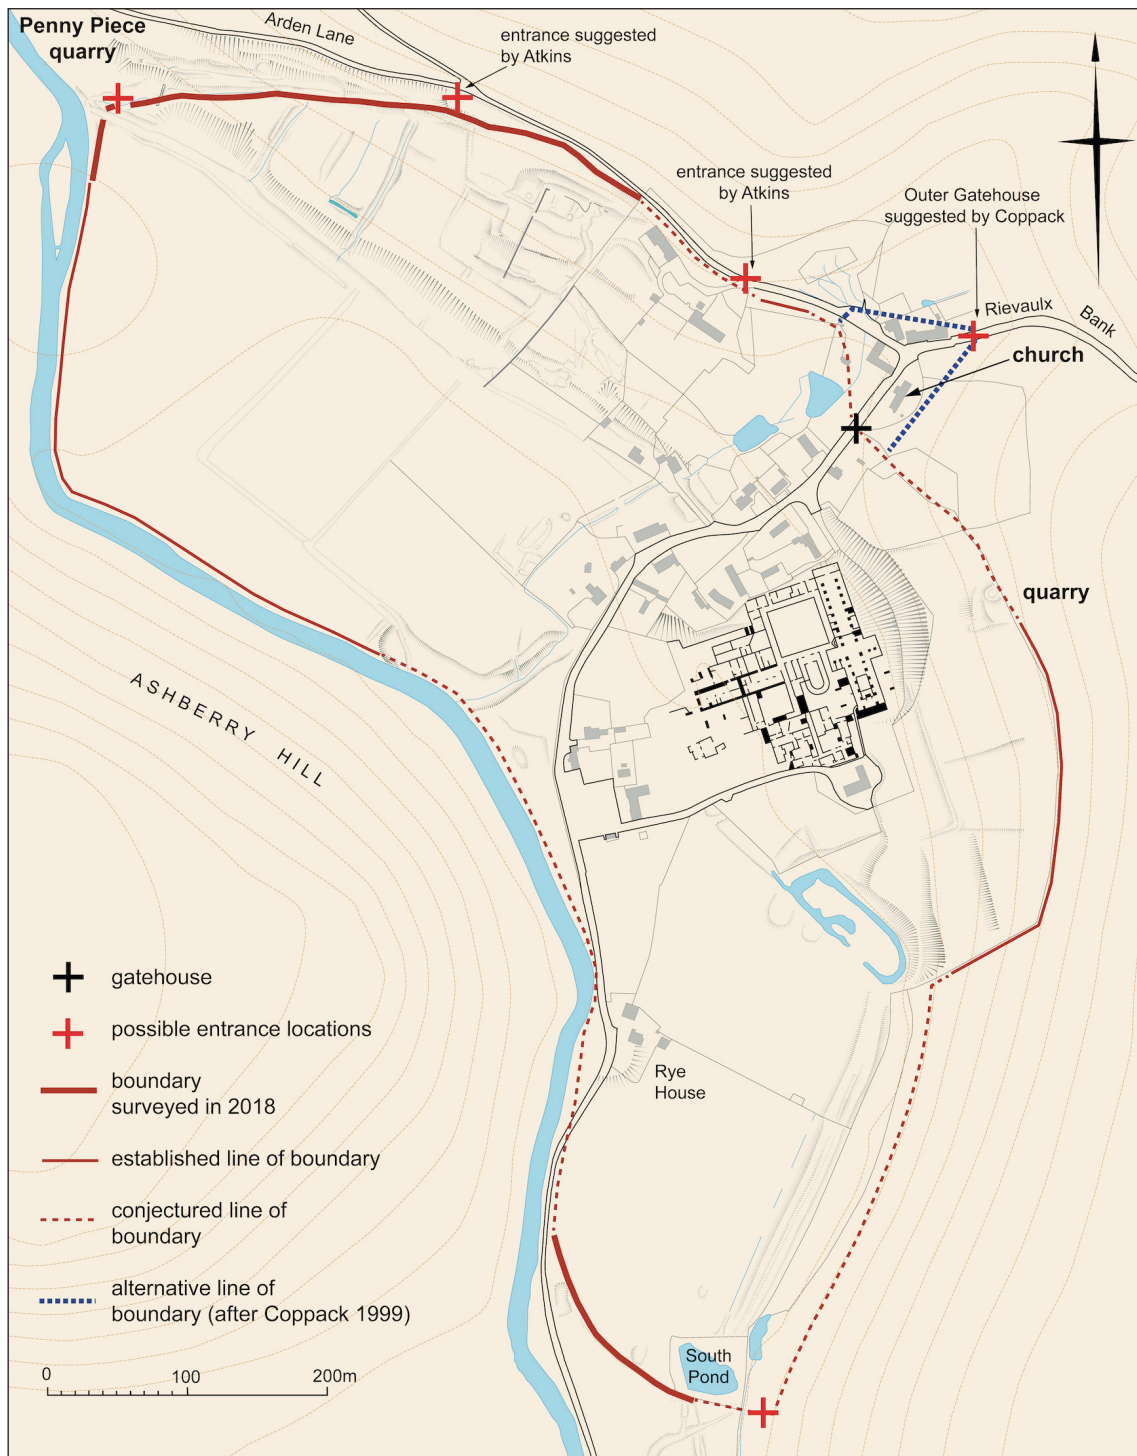 Penny Piece
quarry
Arden Lane
entrance suggested
by Atkins
entrance suggested
by Atkins
Outer Gatehouse
suggested by Coppack
Rievaulx
Bank
church
quarry
ASHBERRY HILL
Rye
House
South
Pond
gatehouse
possible entrance locations
boundary
surveyed in 2018
established line of boundary
conjectured line of
boundary
alternative line of
boundary (after Coppack 1999)
0 100 200m